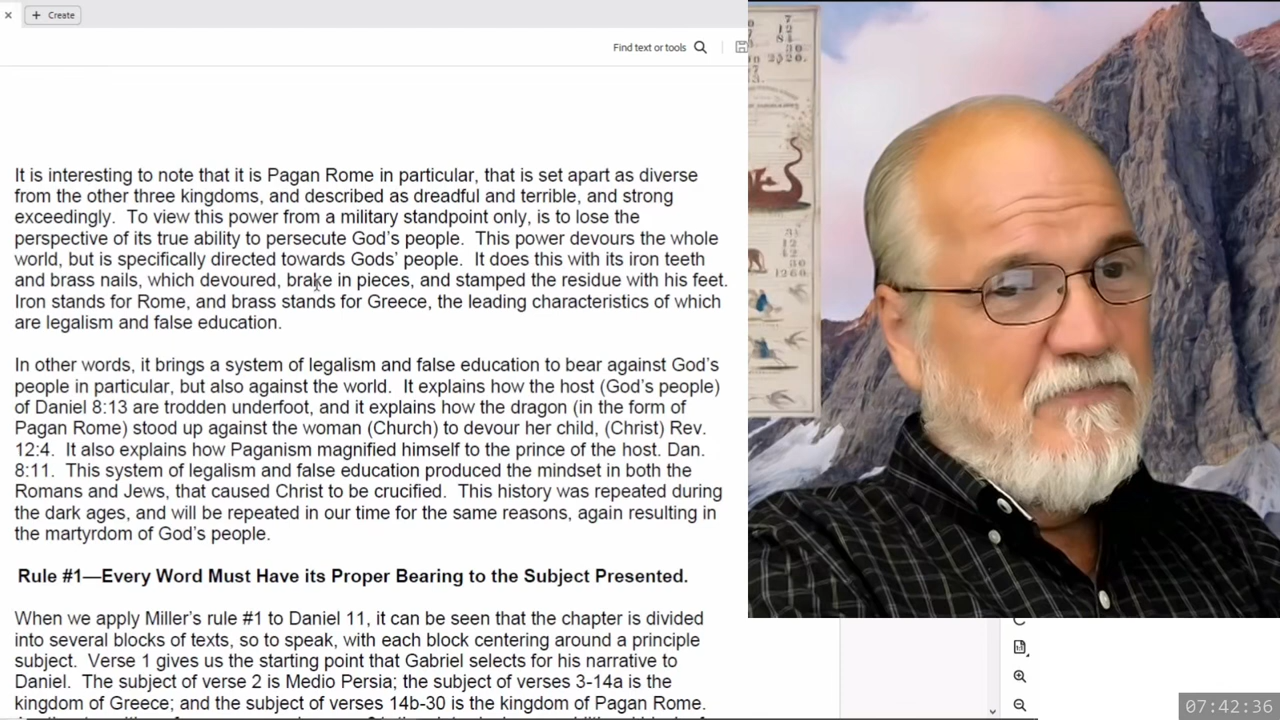 Create
Find text or tools
It is interesting to note that it is Pagan Rome in particular, that is set apart as diverse
from the other three kingdoms, and described as dreadful and terrible, and strong
exceedingly.  To view this power from a military standpoint only, is to lose the
perspective of its true ability to persecute God's people.  This power devours the whole
world, but is specifically directed towards Gods' people.  It does this with its iron teeth
and brass nails, which devoured, brake in pieces, and stamped the residue with his feet.
Iron stands for Rome, and brass stands for Greece, the leading characteristics of which
are legalism and false education.
In other words, it brings a system of legalism and false education to bear against God's
people in particular, but also against the world.  It explains how the host (God's people)
of Daniel 8:13 are trodden underfoot, and it explains how the dragon (in the form of
Pagan Rome) stood up against the woman (Church) to devour her child, (Christ) Rev.
12:4.  It also explains how Paganism magnified himself to the prince of the host. Dan.
8:11.  This system of legalism and false education produced the mindset in both the
Romans and Jews, that caused Christ to be crucified.  This history was repeated during
the dark ages, and will be repeated in our time for the same reasons, again resulting in
the martyrdom of God's people.
Rule #1—Every Word Must Have its Proper Bearing to the Subject Presented.
When we apply Miller's rule #1 to Daniel 11, it can be seen that the chapter is divided
into several blocks of texts, so to speak, with each block centering around a principle
subject.  Verse 1 gives us the starting point that Gabriel selects for his narrative to
Daniel.  The subject of verse 2 is Medio Persia; the subject of verses 3-14a is the
kingdom of Greece; and the subject of verses 14b-30 is the kingdom of Pagan Rome.
7
12
30
2520.
7
31
12
12
1260
07:42:36